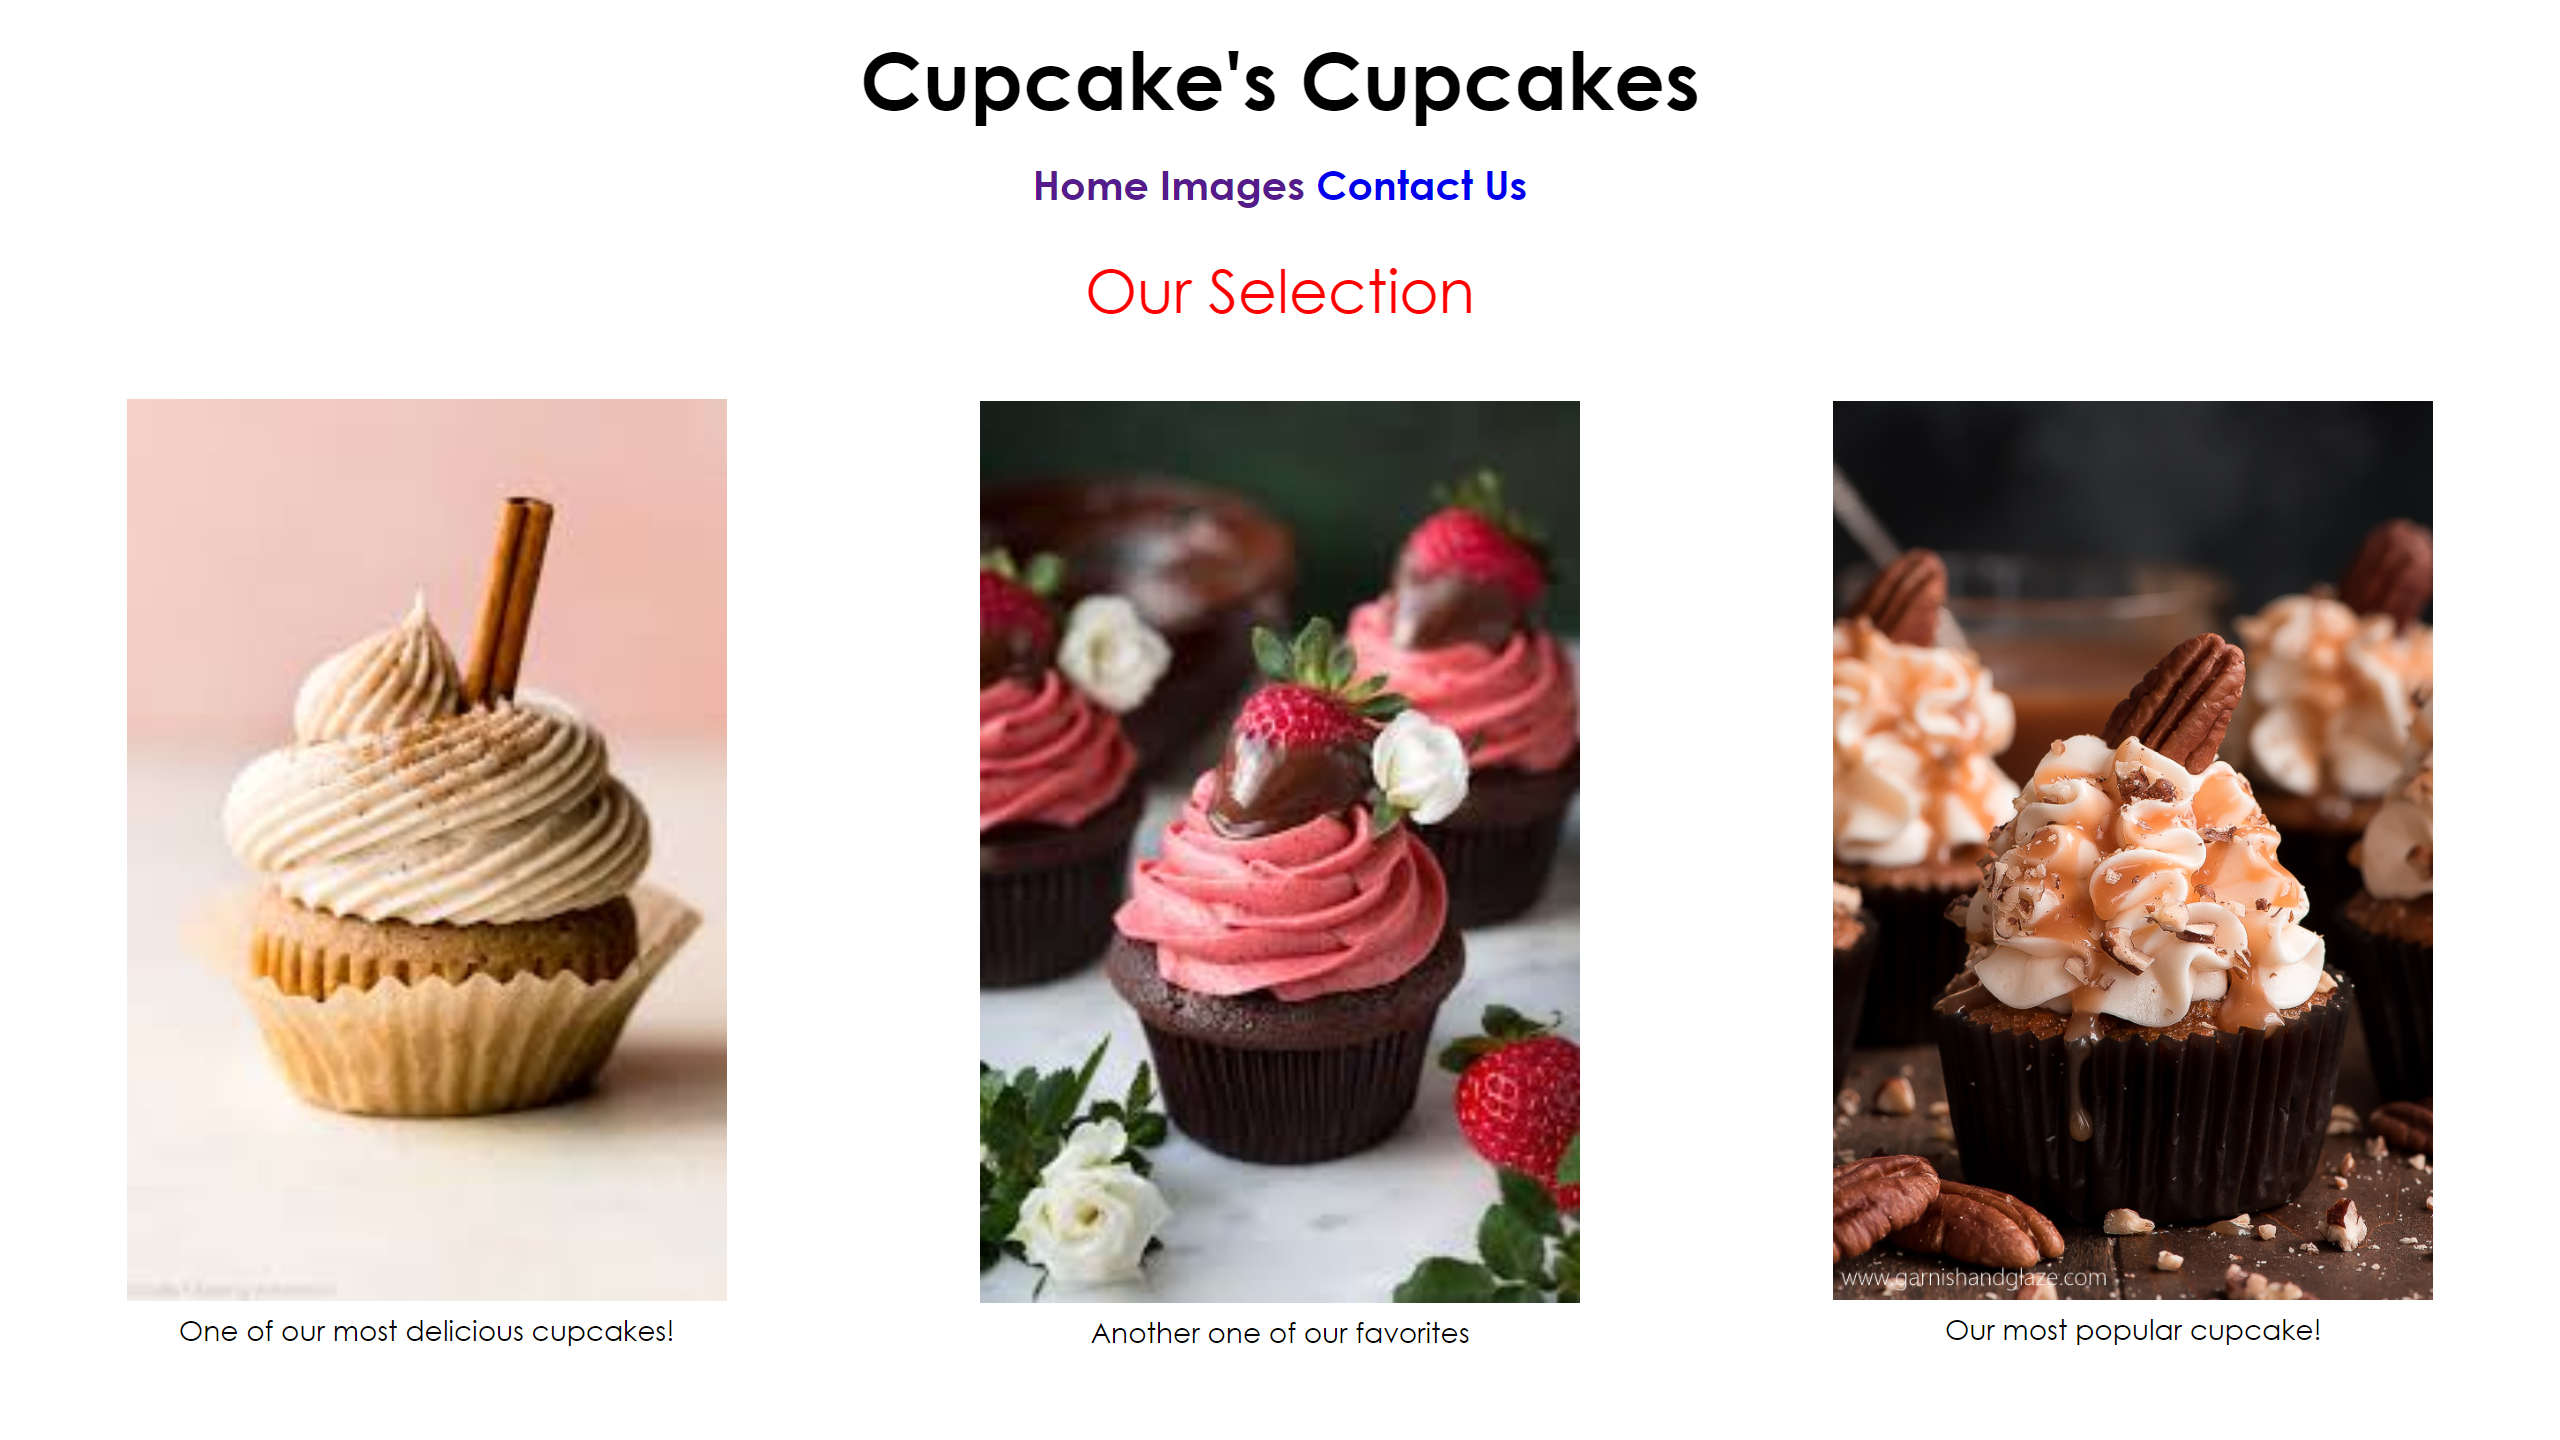 Cupcake's Cupcakes
Home Images Contact Us
Our Selection
www.garnishandglaze.com
One of our most delicious cupcakes!
Another one of our favorites
Our most popular cupcake!